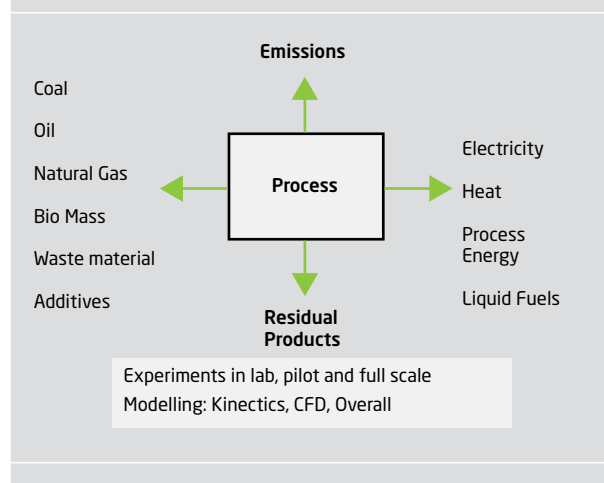 Emissions
Coal
Oil
Natural Gas
Bio Mass
Waste material
Additives
Process
Electricity
Heat
Process
Energy
Liquid Fuels
Residual
Products
Experiments in lab, pilot and full scale
Modelling: Kinectics, CFD, Overall